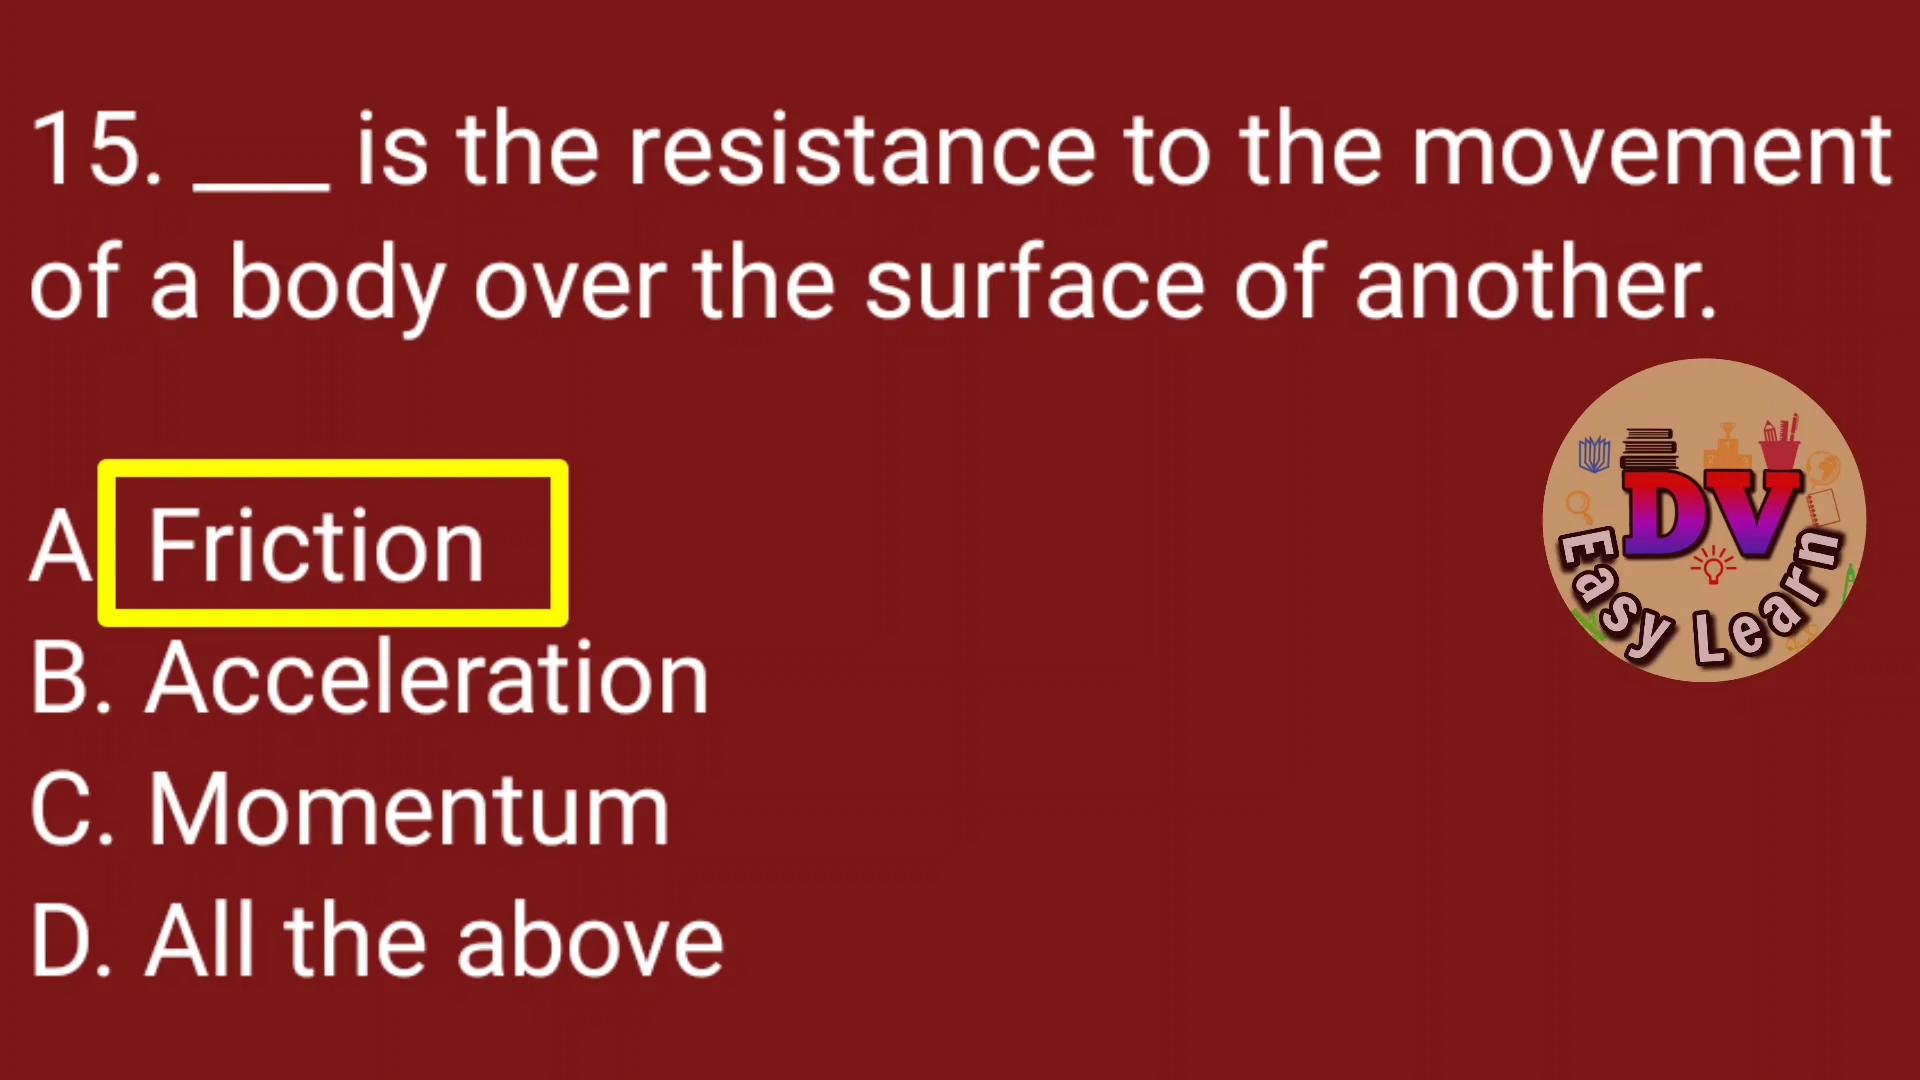 15. ___ is the resistance to the movement
of a body over the surface of another.
A Friction
B. Acceleration
C. Momentum
D. All the above
DV
Easy Learn